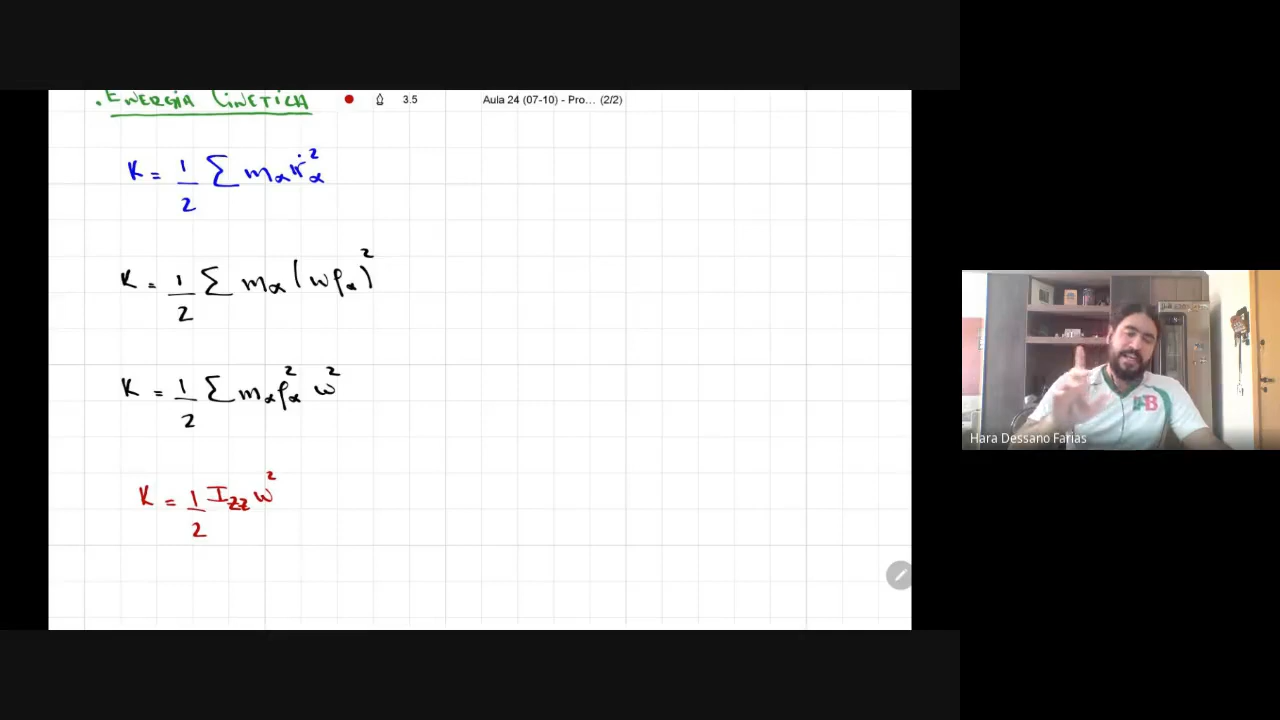 . ENERGIA CINETICA
3.5
Aula 24 (07-10) - Pro... (2/2)
K = 1/2 Σ mα ṙα²
K = 1/2 Σ mα (ωρα)²
K = 1/2 Σ mα ρα² ω²
K = 1/2 Izz ω²
Hara Dessano Farias